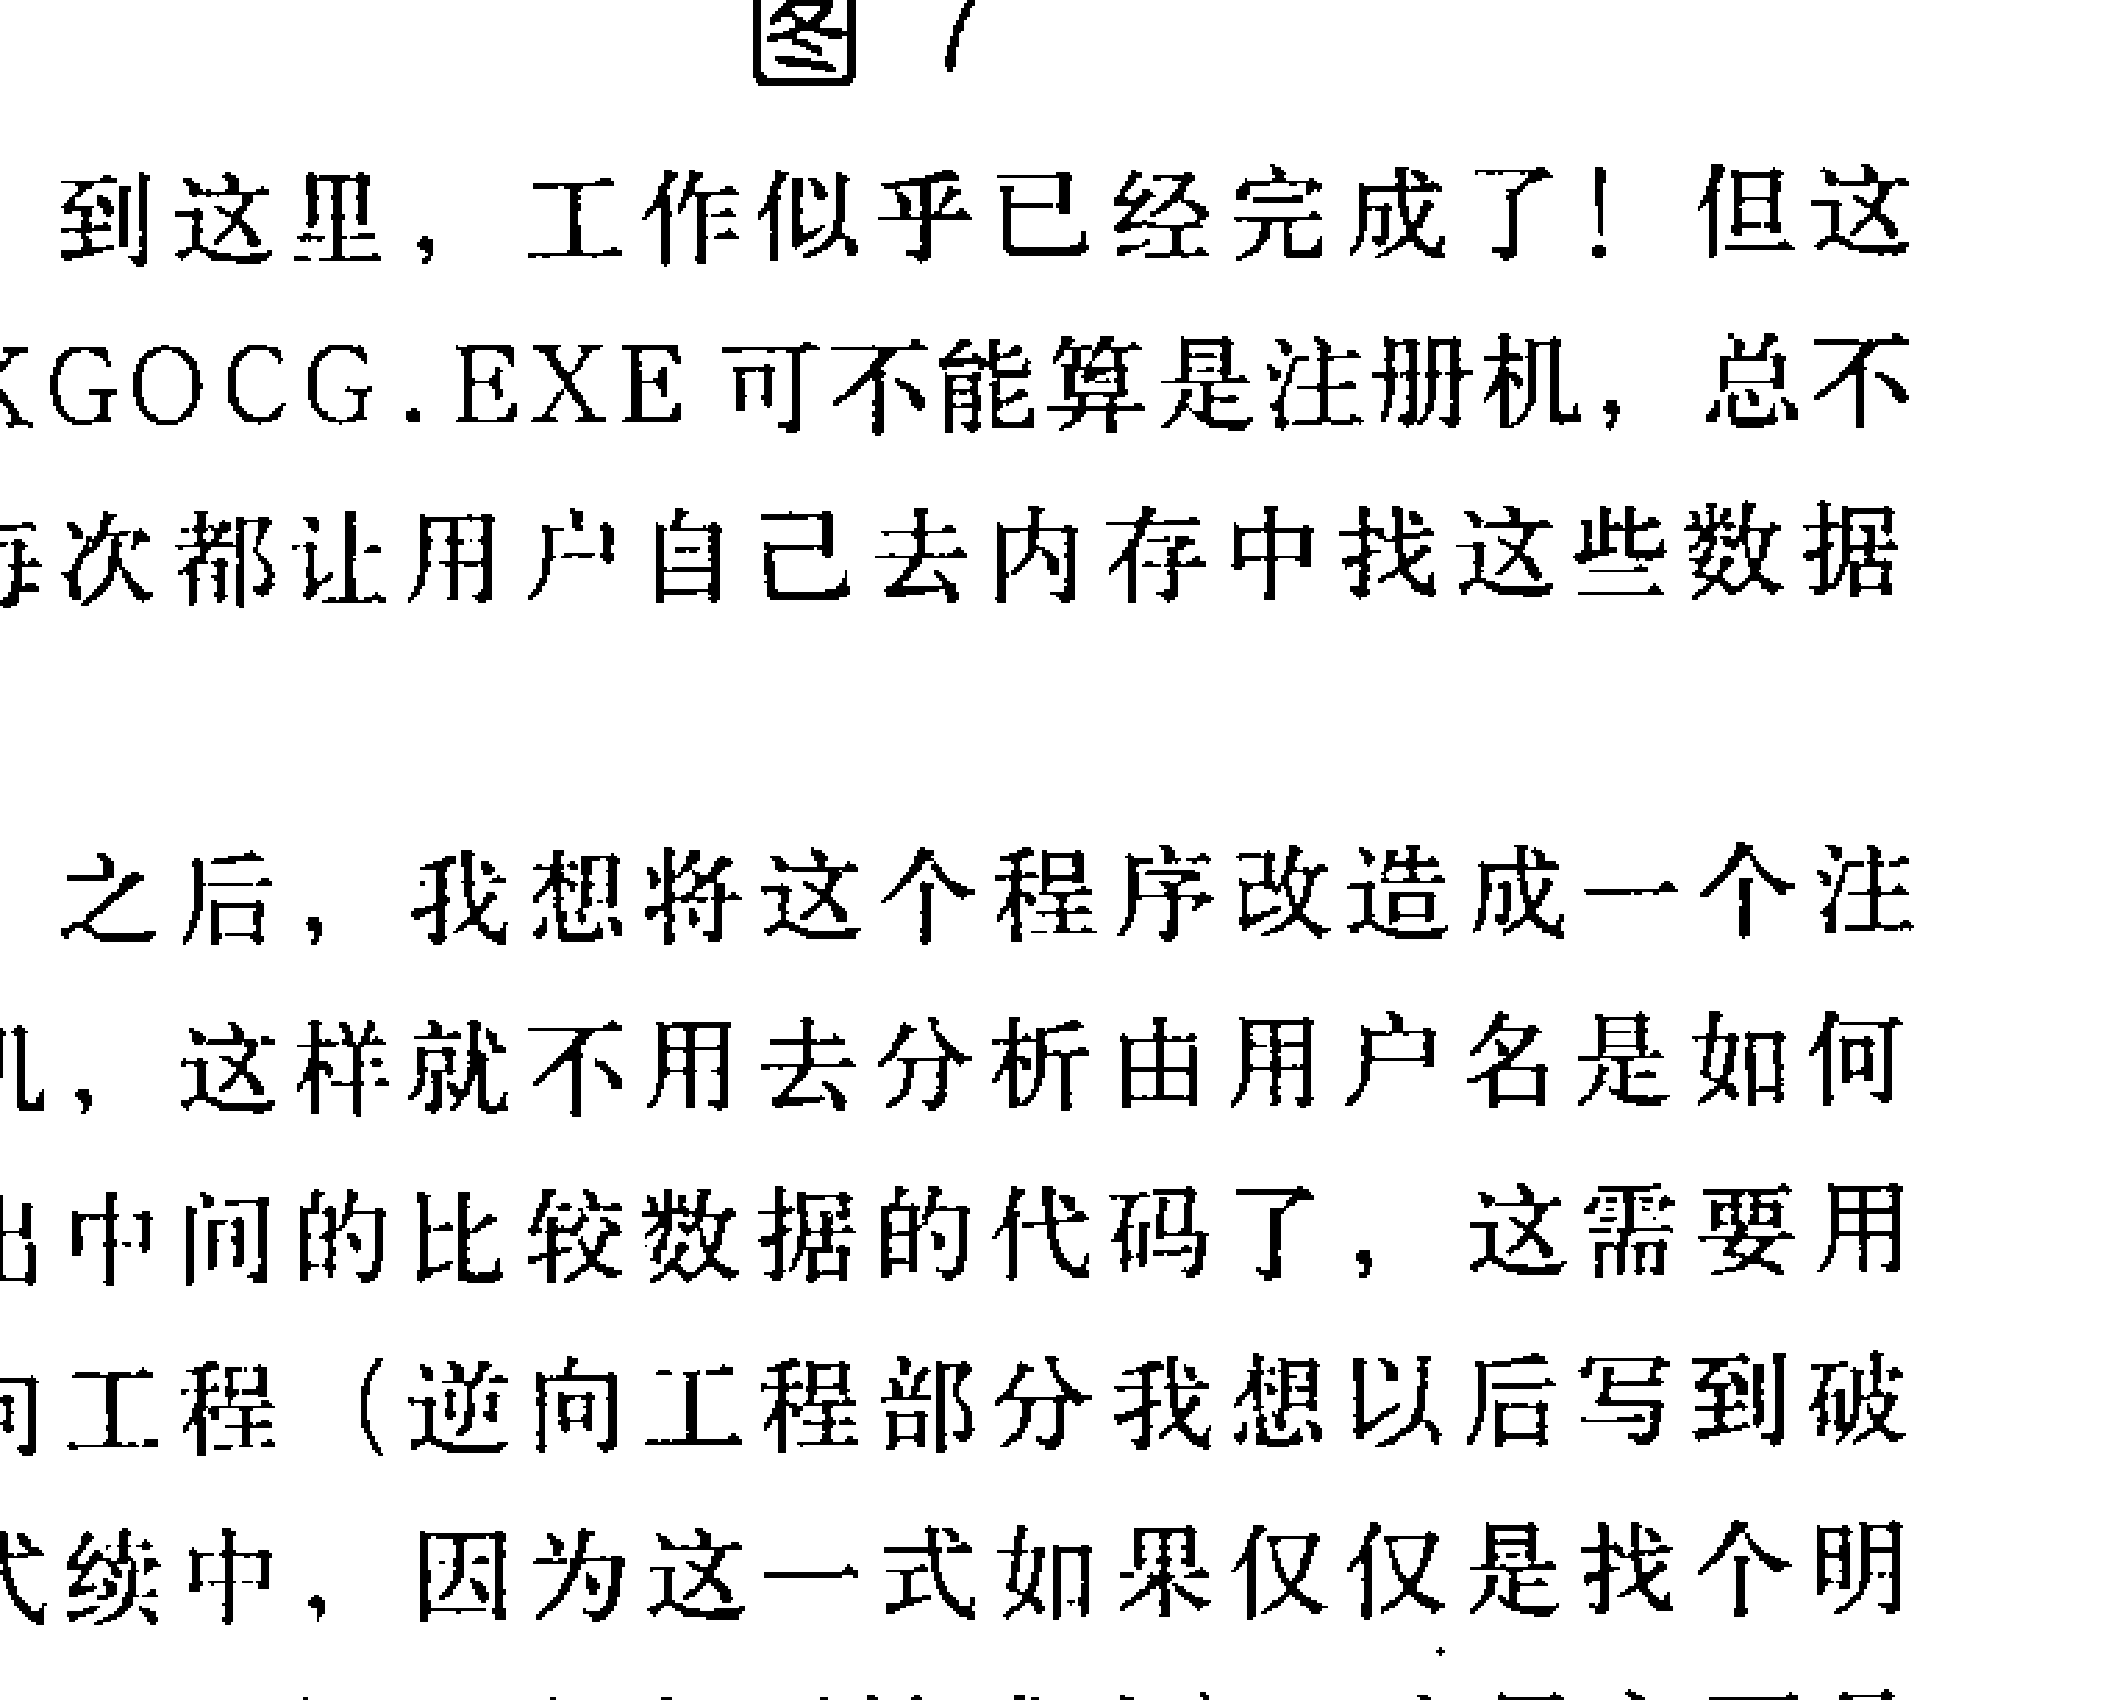 图 7
到这里，工作似乎已经完成了！但这
KGOCG.EXE 可不能算是注册机，总不
每次都让用户自己去内存中找这些数据
之后，我想将这个程序改造成一个注
机，这样就不用去分析由用户名是如何
出中间的比较数据的代码了，这需要用
向工程（逆向工程部分我想以后写到破
式续中，因为这一式如果仅仅是找个明